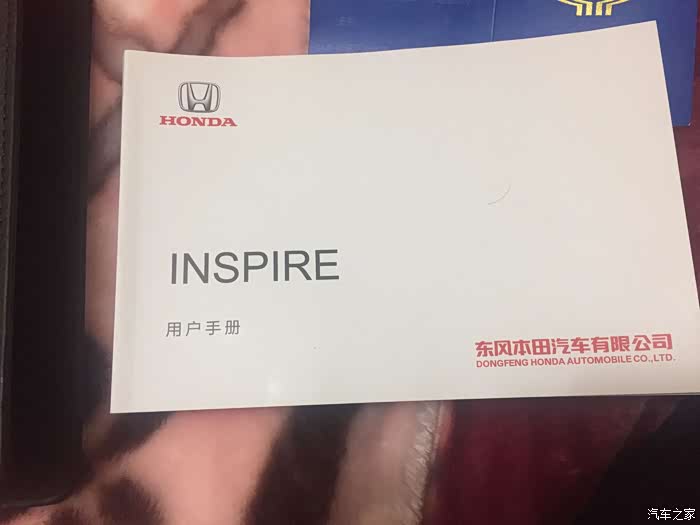 HONDA
INSPIRE
用户手册
东风本田汽车有限公司
DONGFENG HONDA AUTOMOBILE CO.,LTD.
汽车之家